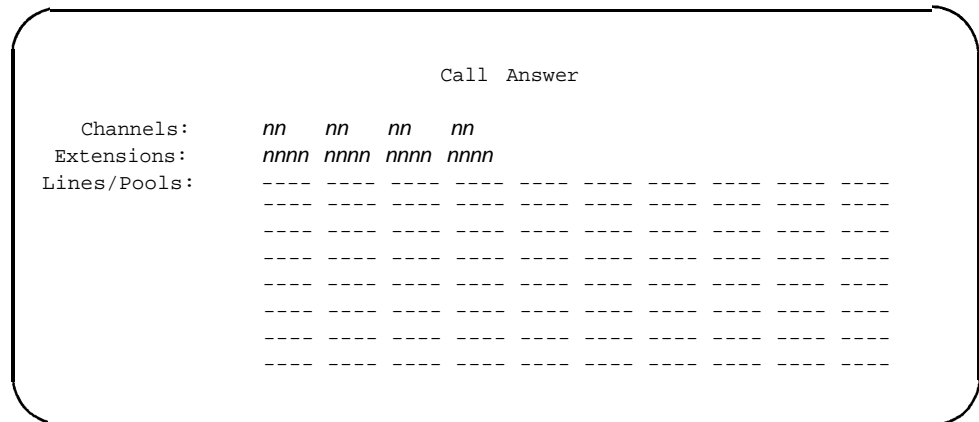 Call Answer
Channels: nn nn nn nn
Extensions: nnnn nnnn nnnn nnnn
Lines/Pools: ---- ---- ---- ---- ---- ---- ---- ---- ---- ----
---- ---- ---- ---- ---- ---- ---- ---- ---- ----
---- ---- ---- ---- ---- ---- ---- ---- ---- ----
---- ---- ---- ---- ---- ---- ---- ---- ---- ----
---- ---- ---- ---- ---- ---- ---- ---- ---- ----
---- ---- ---- ---- ---- ---- ---- ---- ---- ----
---- ---- ---- ---- ---- ---- ---- ---- ---- ----
---- ---- ---- ---- ---- ---- ---- ---- ---- ----